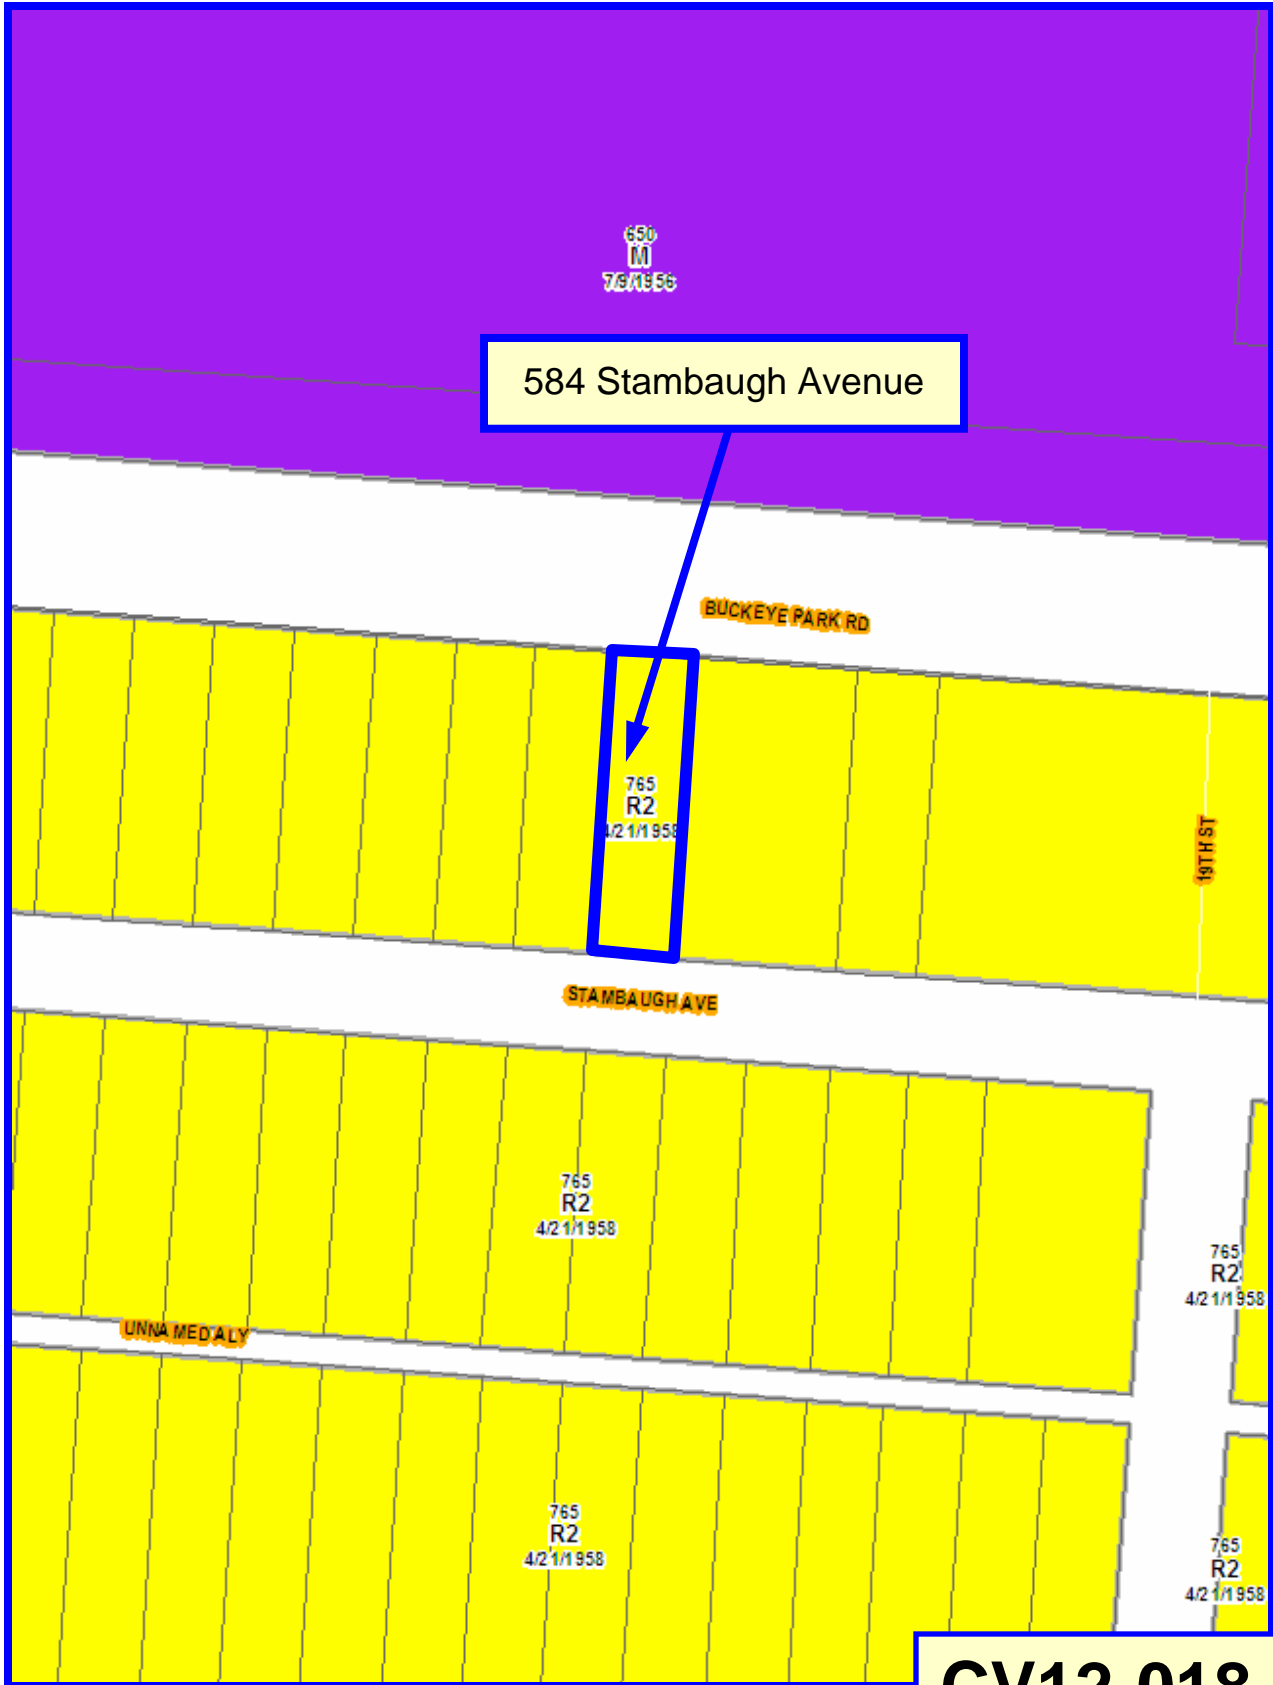 650
M
7/9/1956
584 Stambaugh Avenue
BUCKEYE PARK RD
765
R2
4/21/1958
19TH ST
STAMBAUGH AVE
765
R2
4/21/1958
765
R2
4/21/1958
UNNAMED ALY
765
R2
4/21/1958
765
R2
4/21/1958
CV12-018